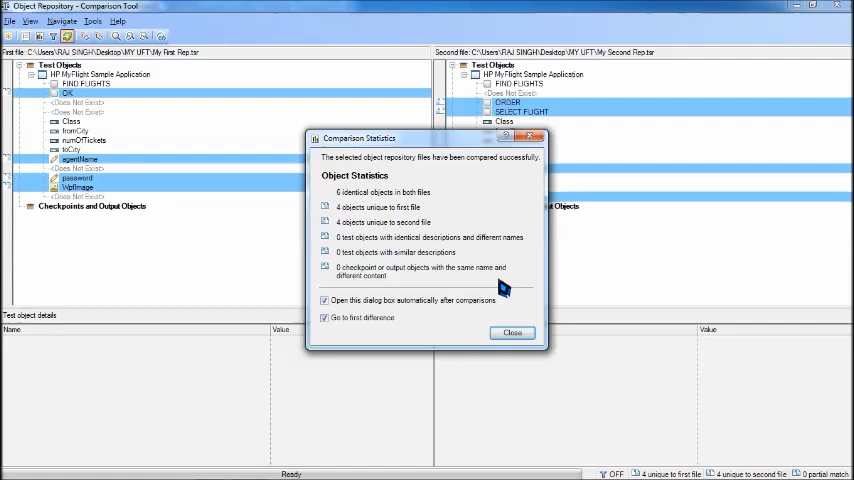 Object Repository - Comparison Tool
File View Navigate Tools Help
First file: C:\Users\RAJ SINGH\Desktop\MY UFT\My First Rep.tsr
Second file: C:\Users\RAJ SINGH\Desktop\MY UFT\My Second Rep.tsr
Test Objects
HP MyFlight Sample Application
FIND FLIGHTS
OK
<Does Not Exist>
<Does Not Exist>
Class
fromCity
numOfTickets
toCity
agentName
<Does Not Exist>
password
WpfImage
<Does Not Exist>
Checkpoints and Output Objects
Test Objects
HP MyFlight Sample Application
FIND FLIGHTS
<Does Not Exist>
ORDER
SELECT FLIGHT
Class
ut Objects
Comparison Statistics
The selected object repository files have been compared successfully.
Object Statistics
6 identical objects in both files
4 objects unique to first file
4 objects unique to second file
0 test objects with identical descriptions and different names
0 test objects with similar descriptions
0 checkpoint or output objects with the same name and
different content
Open this dialog box automatically after comparisons
Go to first difference
Close
Test object details
Name Value
Value
Ready
OFF 4 unique to first file 4 unique to second file 0 partial match